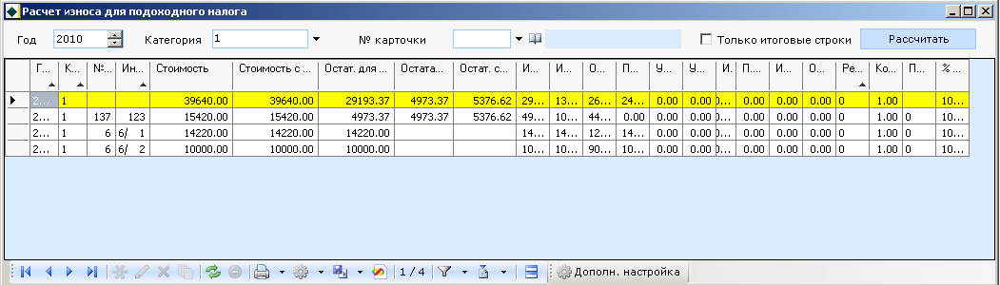 Расчет износа для подоходного налога
Год 2010 Категория 1 № карточки Только итоговые строки Рассчитать
Г... К... №... Ин... Стоимость Стоимость с ... Остат. для ... Остата... Остат. с... И... И... О... П... У... У... И. П... И... О... Ре... Ко... П... % ...
2... 1 39640.00 39640.00 29193.37 4973.37 5376.62 29... 13... 26... 24... 0.00 0.00 0... 0.00 0.00 0.00 0 1.00 10...
2... 1 137 123 15420.00 15420.00 4973.37 4973.37 5376.62 49... 10... 44... 0.00 0.00 0.00 0... 0.00 0.00 0.00 0 1.00 0 10...
2... 1 6 6/ 1 14220.00 14220.00 14220.00 14... 14... 12... 14... 0.00 0.00 0... 0.00 0.00 0.00 0 1.00 0 10...
2... 1 6 6/ 2 10000.00 10000.00 10000.00 10... 10... 90... 10... 0.00 0.00 0... 0.00 0.00 0.00 0 1.00 0 10...
1 / 4 Дополн. настройка